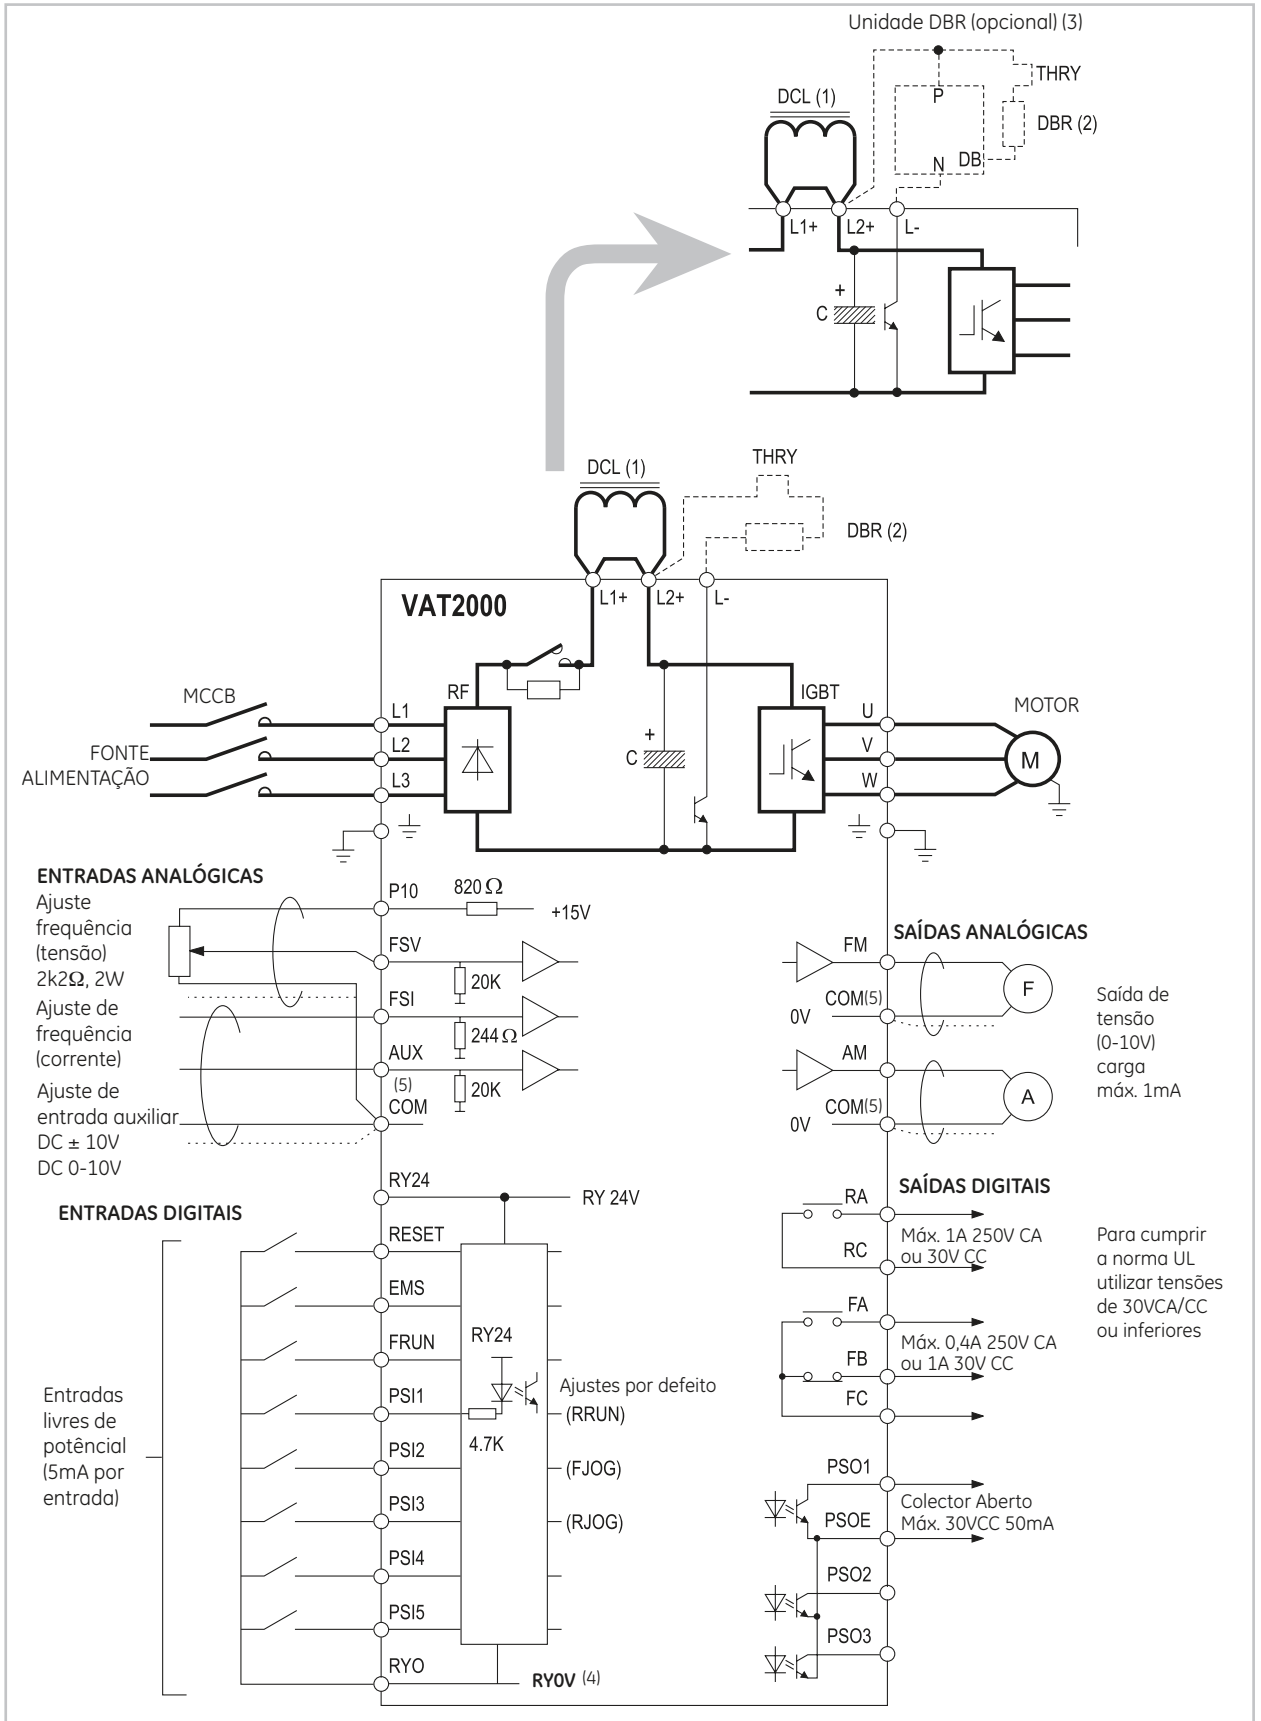 Unidade DBR (opcional) (3)
THRY
P
DCL (1)
DBR (2)
N
DB
L1+
L2+
L-
+
C
THRY
DCL (1)
DBR (2)
L1+
L2+
L-
VAT2000
MCCB
RF
IGBT
MOTOR
L1
U
FONTE
ALIMENTAÇÃO
L2
V
M
+
C
L3
W
ENTRADAS ANALÓGICAS
Ajuste
frequência
(tensão)
2k2Ω, 2W
Ajuste de
frequência
(corrente)
Ajuste de
entrada auxiliar
DC ± 10V
DC 0-10V
P10
820 Ω
+15V
FSV
20K
FSI
244 Ω
AUX
(5)
20K
COM
SAÍDAS ANALÓGICAS
FM
F
COM(5)
0V
AM
A
COM(5)
0V
Saída de
tensão
(0-10V)
carga
máx. 1mA
RY24
RY 24V
ENTRADAS DIGITAIS
RESET
EMS
FRUN
RY24
PSI1
4.7K
Ajustes por defeito
(RRUN)
PSI2
(FJOG)
PSI3
(RJOG)
PSI4
PSI5
RYO
RY0V (4)
Entradas
livres de
potêncial
(5mA por
entrada)
SAÍDAS DIGITAIS
RA
Máx. 1A 250V CA
ou 30V CC
RC
FA
Máx. 0,4A 250V CA
ou 1A 30V CC
FB
FC
Para cumprir
a norma UL
utilizar tensões
de 30VCA/CC
ou inferiores
PSO1
Colector Aberto
Máx. 30VCC 50mA
PSOE
PSO2
PSO3